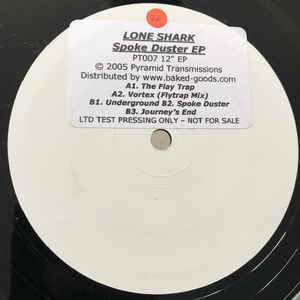 LONE SHARK
Spoke Duster EP
PT007 12" EP
© 2005 Pyramid Transmissions
Distributed by www.baked-goods.com
A1. The Flay Trap
A2. Vortex (Flytrap Mix)
B1. Underground B2. Spoke Duster
B3. Journey's End
LTD TEST PRESSING ONLY – NOT FOR SALE